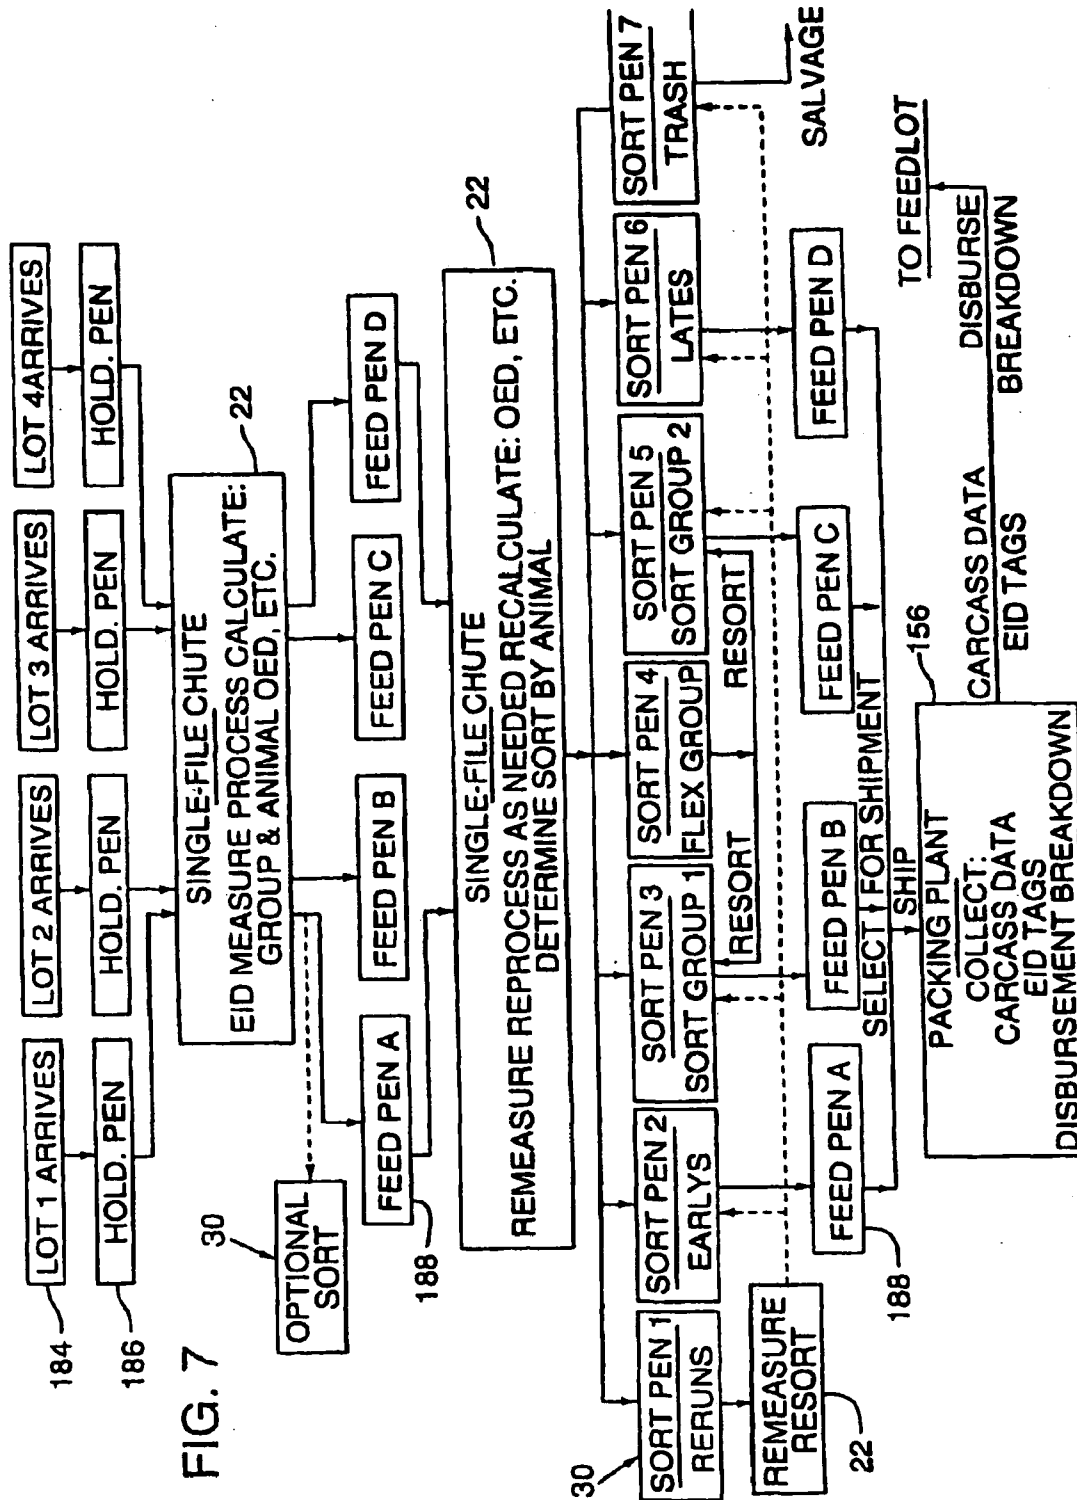 FIG. 7
184
LOT 1 ARRIVES
LOT 2 ARRIVES
LOT 3 ARRIVES
LOT 4 ARRIVES
186
HOLD. PEN
HOLD. PEN
HOLD. PEN
HOLD. PEN
22
SINGLE-FILE CHUTE
EID MEASURE PROCESS CALCULATE:
GROUP & ANIMAL OED, ETC.
30
OPTIONAL
SORT
188
FEED PEN A
FEED PEN B
FEED PEN C
FEED PEN D
22
SINGLE-FILE CHUTE
REMEASURE REPROCESS AS NEEDED RECALCULATE: OED, ETC.
DETERMINE SORT BY ANIMAL
30
SORT PEN 1
RERUNS
SORT PEN 2
EARLYS
SORT PEN 3
SORT GROUP 1
SORT PEN 4
FLEX GROUP
SORT PEN 5
SORT GROUP 2
SORT PEN 6
LATES
SORT PEN 7
TRASH
RESORT
RESORT
SALVAGE
REMEASURE
RESORT
22
188
FEED PEN A
FEED PEN B
FEED PEN C
FEED PEN D
SELECT FOR SHIPMENT
SHIP
156
PACKING PLANT
COLLECT:
CARCASS DATA
EID TAGS
DISBURSEMENT BREAKDOWN
CARCASS DATA
EID TAGS
DISBURSE
BREAKDOWN
TO FEEDLOT